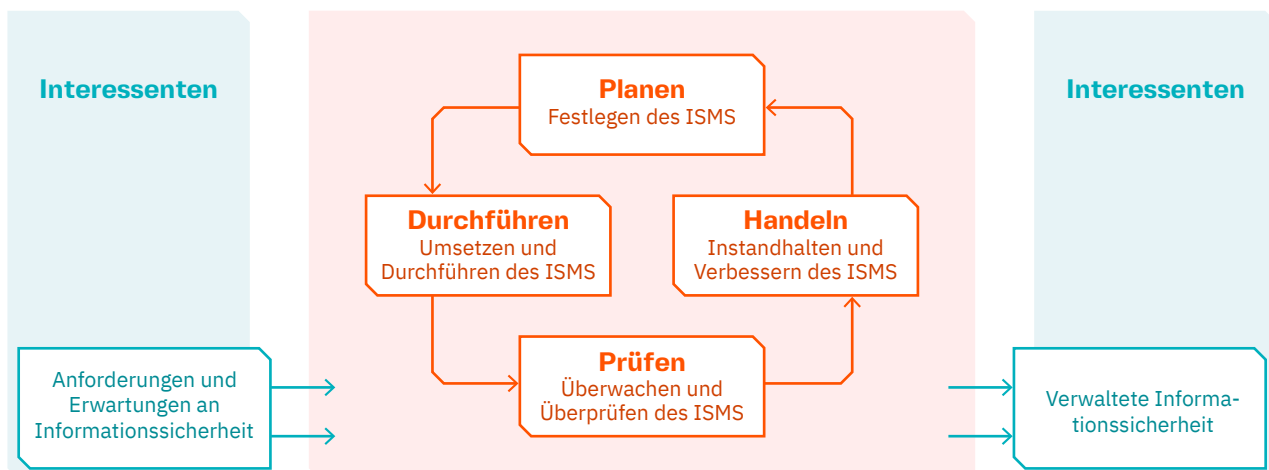 Interessenten
Anforderungen und
Erwartungen an
Informationssicherheit
Planen
Festlegen des ISMS
Durchführen
Umsetzen und
Durchführen des ISMS
Handeln
Instandhalten und
Verbessern des ISMS
Prüfen
Überwachen und
Überprüfen des ISMS
Interessenten
Verwaltete Informa-
tionssicherheit